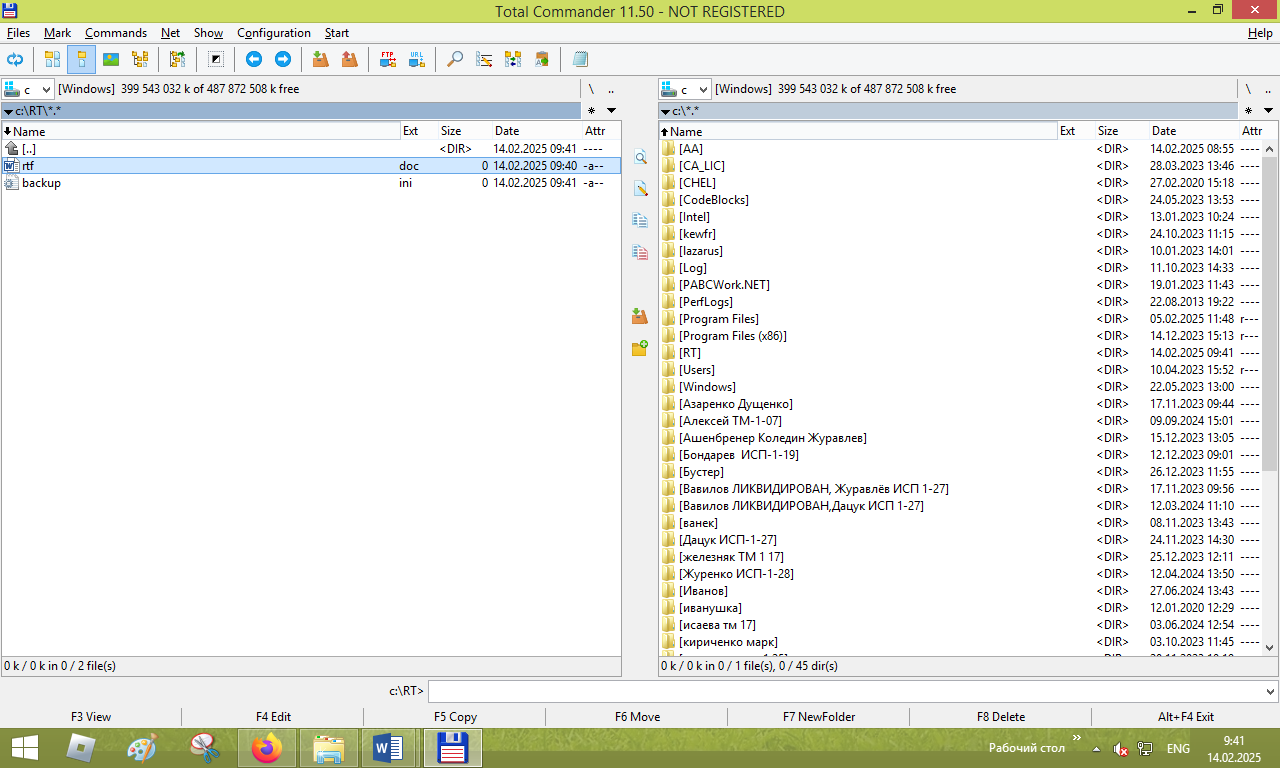 Total Commander 11.50 - NOT REGISTERED
Files Mark Commands Net Show Configuration Start Help
FTP URL
c [Windows] 399 543 032 k of 487 872 508 k free \ ..
c:\RT\*.* * 
Name Ext Size Date Attr
[..] <DIR> 14.02.2025 09:41 ----
rtf doc 0 14.02.2025 09:40 -a--
backup ini 0 14.02.2025 09:41 -a--
0 k / 0 k in 0 / 2 file(s)
c [Windows] 399 543 032 k of 487 872 508 k free \ ..
c:\*.* *
Name Ext Size Date Attr
[AA] <DIR> 14.02.2025 08:55 ----
[CA_LIC] <DIR> 28.03.2023 13:46 ----
[CHEL] <DIR> 27.02.2020 15:18 ----
[CodeBlocks] <DIR> 24.05.2023 13:53 ----
[Intel] <DIR> 13.01.2023 10:24 ----
[kewfr] <DIR> 24.10.2023 11:15 ----
[lazarus] <DIR> 10.01.2023 14:01 ----
[Log] <DIR> 11.10.2023 14:33 ----
[PABCWork.NET] <DIR> 19.01.2023 11:43 ----
[PerfLogs] <DIR> 22.08.2013 19:22 ----
[Program Files] <DIR> 05.02.2025 11:48 r---
[Program Files (x86)] <DIR> 14.12.2023 15:13 r---
[RT] <DIR> 14.02.2025 09:41 ----
[Users] <DIR> 10.04.2023 15:52 r---
[Windows] <DIR> 22.05.2023 13:00 ----
[Азаренко Дущенко] <DIR> 17.11.2023 09:44 ----
[Алексей ТМ-1-07] <DIR> 09.09.2024 15:01 ----
[Ашенбренер Коледин Журавлев] <DIR> 15.12.2023 13:05 ----
[Бондарев  ИСП-1-19] <DIR> 12.12.2023 09:01 ----
[Бустер] <DIR> 26.12.2023 11:55 ----
[Вавилов ЛИКВИДИРОВАН, Журавлёв ИСП 1-27] <DIR> 17.11.2023 09:56 ----
[Вавилов ЛИКВИДИРОВАН,Дацук ИСП 1-27] <DIR> 12.03.2024 11:10 ----
[ванек] <DIR> 08.11.2023 13:43 ----
[Дацук ИСП-1-27] <DIR> 24.11.2023 14:30 ----
[железняк ТМ 1 17] <DIR> 25.12.2023 12:11 ----
[Журенко ИСП-1-28] <DIR> 12.04.2024 13:50 ----
[Иванов] <DIR> 27.06.2024 13:43 ----
[иванушка] <DIR> 12.01.2020 12:29 ----
[исаева тм 17] <DIR> 03.06.2024 12:54 ----
[кириченко марк] <DIR> 03.10.2023 11:45 ----
0 k / 0 k in 0 / 1 file(s), 0 / 45 dir(s)
c:\RT>
F3 View F4 Edit F5 Copy F6 Move F7 NewFolder F8 Delete Alt+F4 Exit
Рабочий стол ENG 9:41
14.02.2025